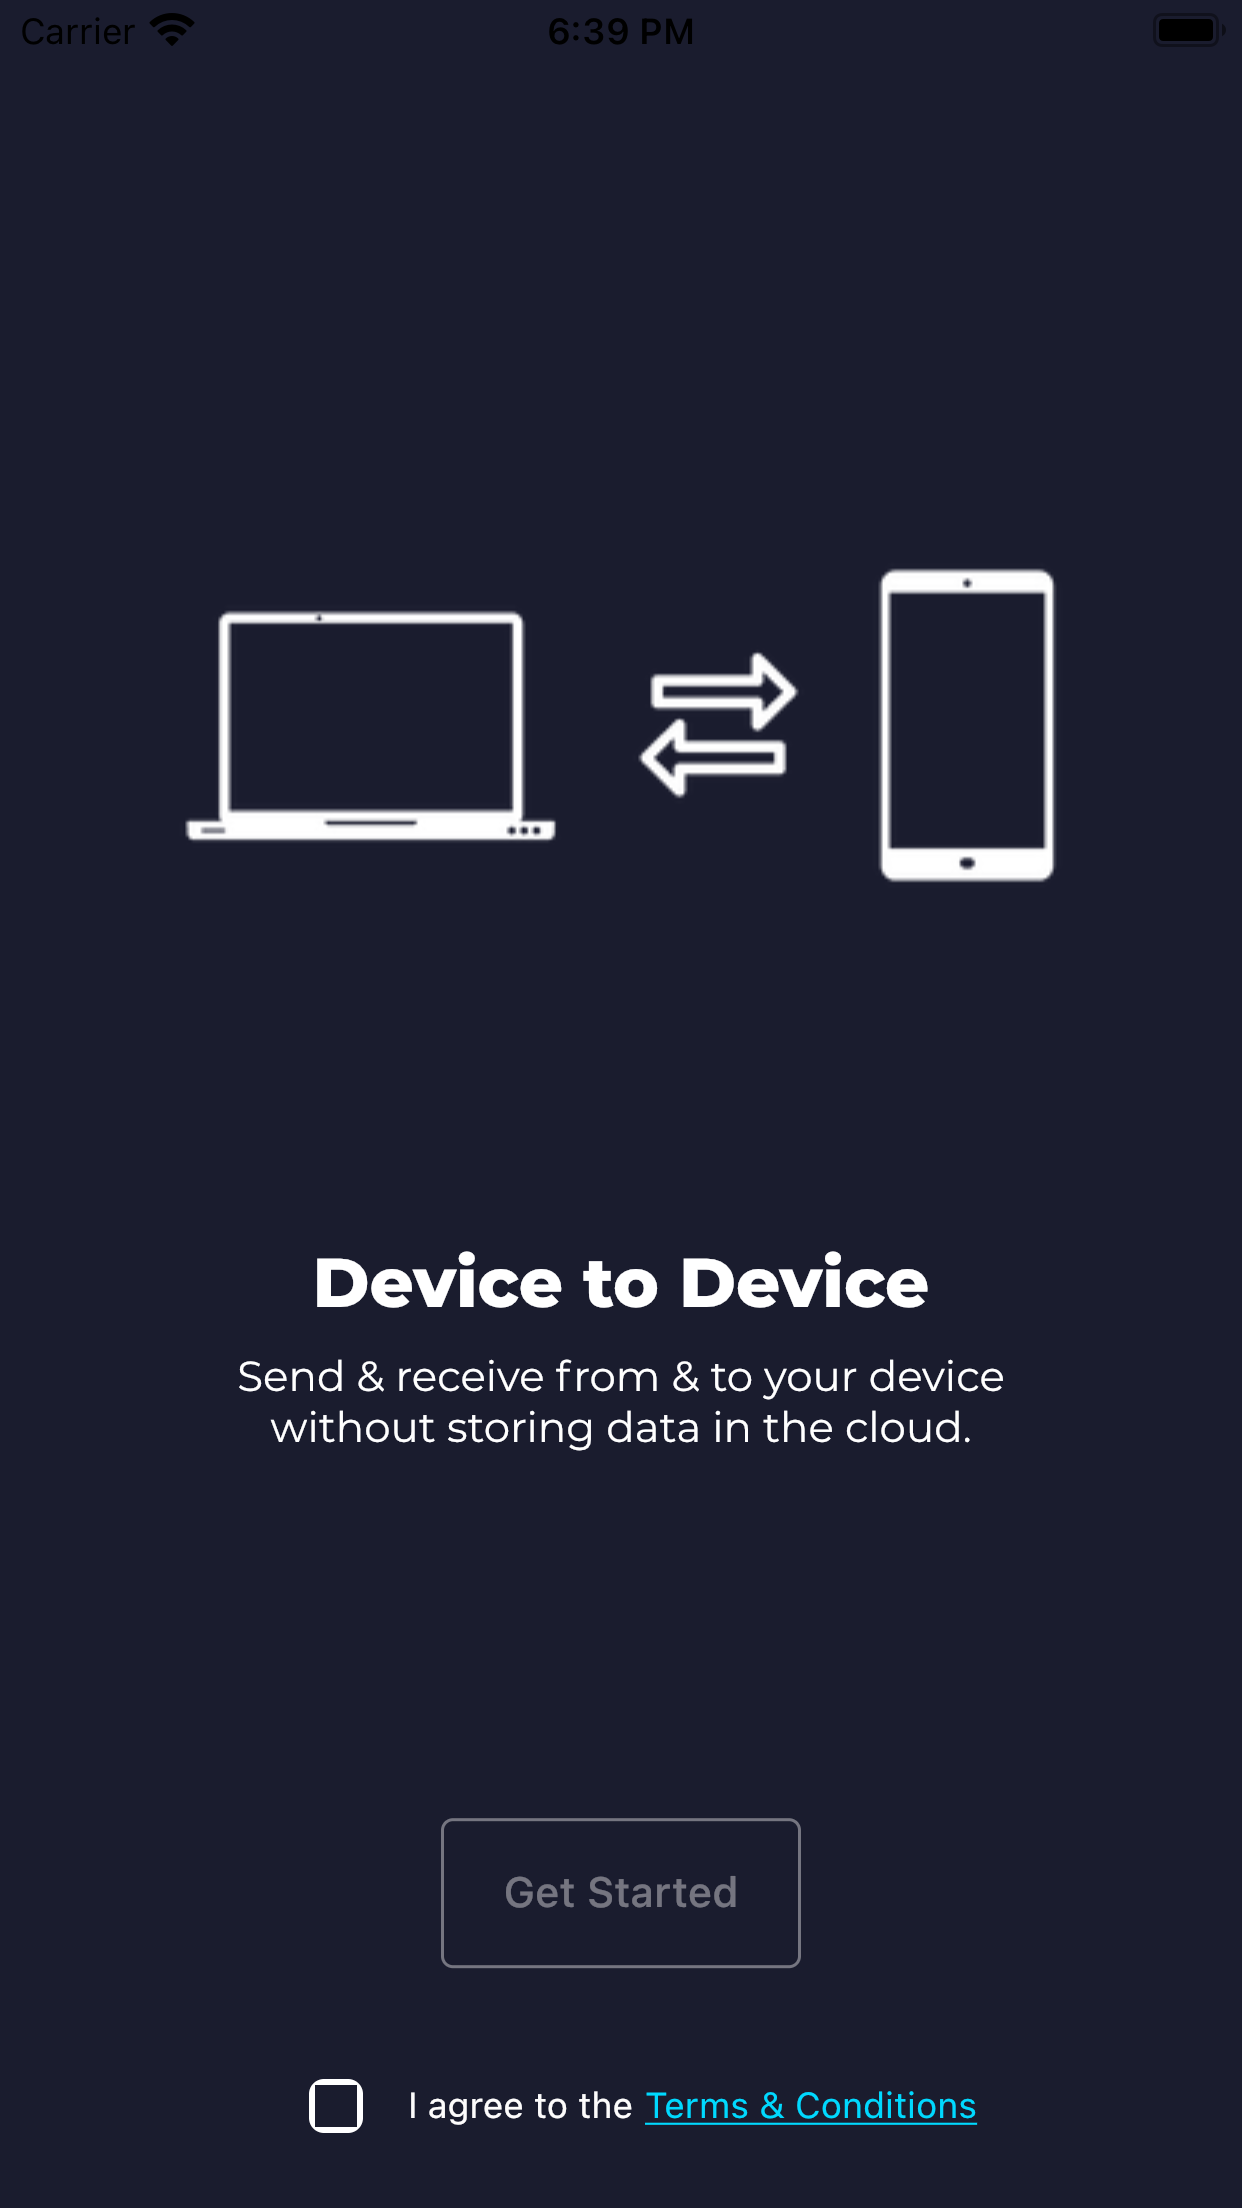 Carrier 6:39 PM
Device to Device
Send & receive from & to your device
without storing data in the cloud.
Get Started
I agree to the Terms & Conditions